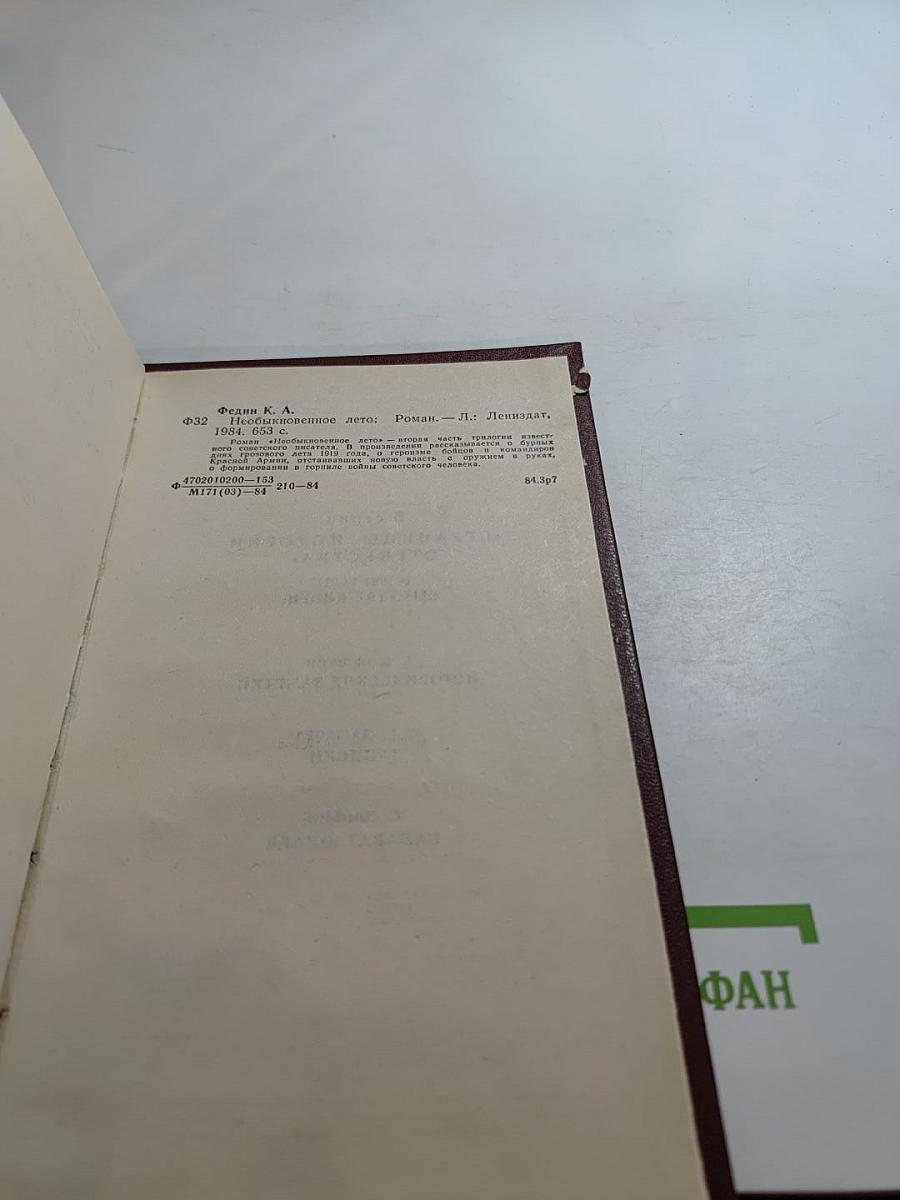 Федин К. А.
Ф32 Необыкновенное лето: Роман. — Л.: Лениздат,
1984. 653 с.
Роман «Необыкновенное лето» — вторая часть трилогии извест-
ного советского писателя. В произведении рассказывается о бурных
днях грозового лета 1919 года, о героизме бойцов и командиров
Красной Армии, отстаивавших новую власть с оружием в руках,
о формировании в горниле войны советского человека.
Ф 4702010200—153
М171(03)—84 210—84 84.3р7
ФАН